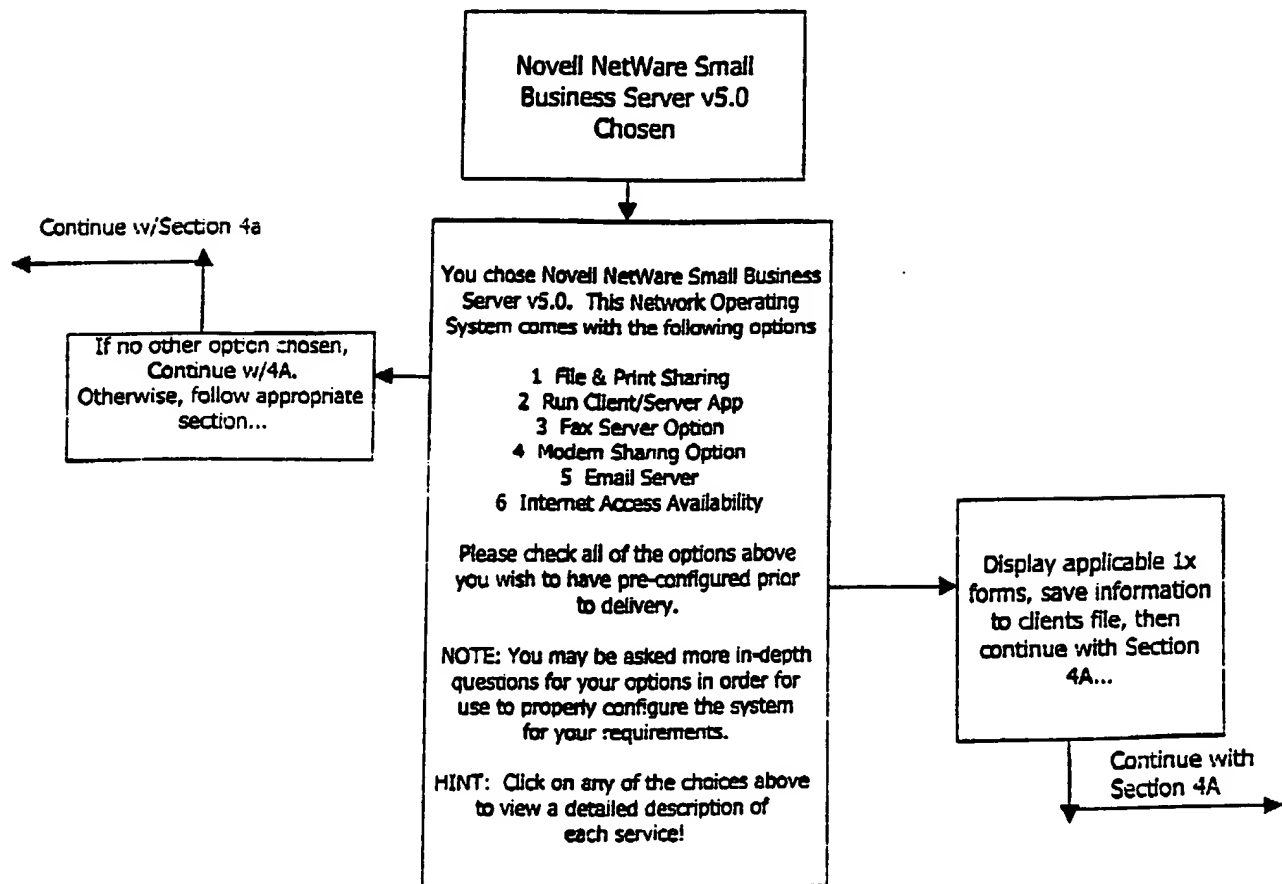 Novell NetWare Small
Business Server v5.0
Chosen
Continue w/Section 4a
If no other option chosen,
Continue w/4A.
Otherwise, follow appropriate
section...
You chose Novell NetWare Small Business
Server v5.0. This Network Operating
System comes with the following options
1 File & Print Sharing
2 Run Client/Server App
3 Fax Server Option
4 Modem Sharing Option
5 Email Server
6 Internet Access Availability
Please check all of the options above
you wish to have pre-configured prior
to delivery.
NOTE: You may be asked more in-depth
questions for your options in order for
use to properly configure the system
for your requirements.
HINT: Click on any of the choices above
to view a detailed description of
each service!
Display applicable 1x
forms, save information
to clients file, then
continue with Section
4A...
Continue with
Section 4A